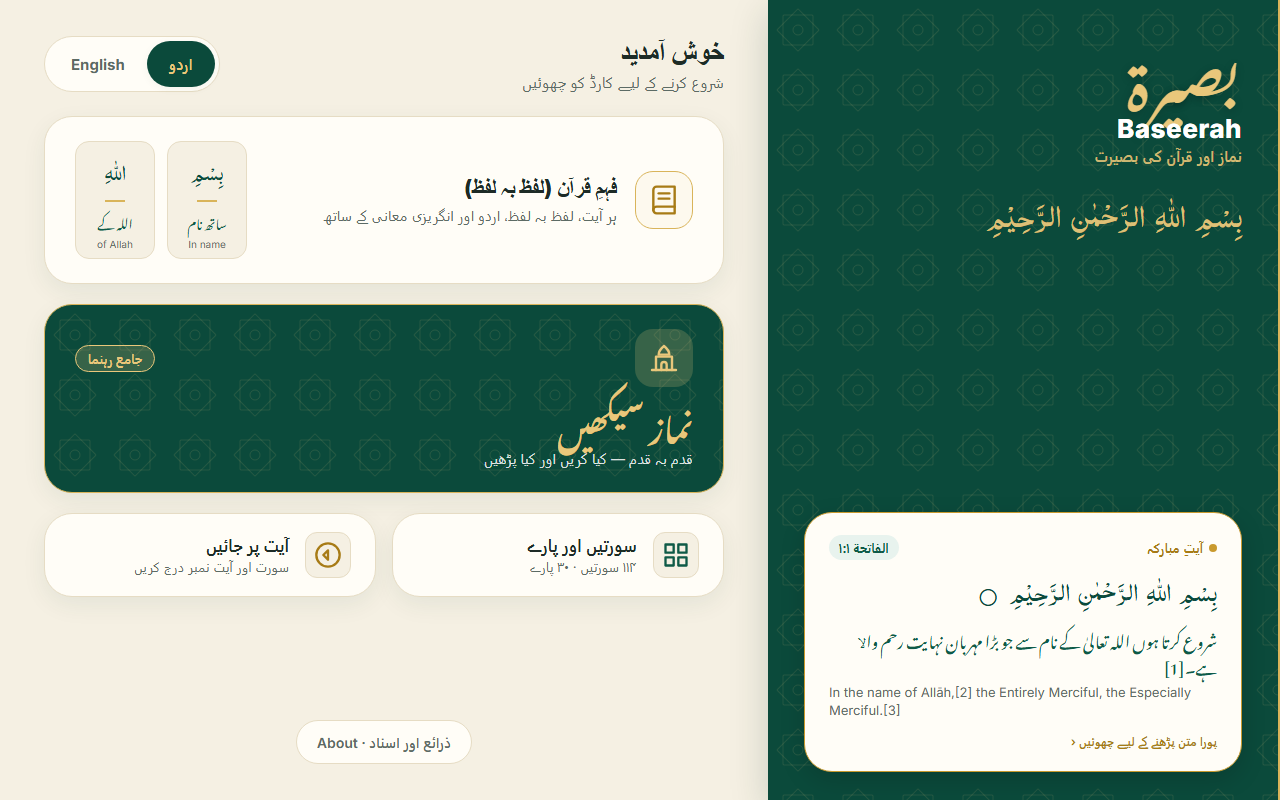 بصیرة
Baseerah
نماز اور قرآن کی بصیرت
بِسْمِ اللهِ الرَّحْمٰنِ الرَّحِيْمِ
آیتِ مبارکہ
الفاتحة ۱:۱
بِسْمِ اللهِ الرَّحْمٰنِ الرَّحِيْمِ ○
شروع کرتا ہوں اللہ تعالیٰ کے نام سے جو بڑا مہربان نہایت رحم والا
ہے۔[1]
In the name of Allāh,[2] the Entirely Merciful, the Especially
Merciful.[3]
پورا متن پڑھنے کے لیے چھوئیں ›
خوش آمدید
شروع کرنے کے لیے کارڈ کو چھوئیں
اردو
English
فہمِ قرآن (لفظ بہ لفظ)
ہر آیت، لفظ بہ لفظ، اردو اور انگریزی معانی کے ساتھ
بِسْمِ
ساتھ نام
In name
اللهِ
اللہ کے
of Allah
جامع رہنما
نماز سیکھیں
قدم بہ قدم — کیا کریں اور کیا پڑھیں
سورتیں اور پارے
۱۱۴ سورتیں · ۳۰ پارے
آیت پر جائیں
سورت اور آیت نمبر درج کریں
ذرائع اور اسناد · About